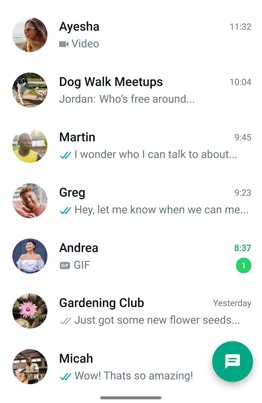 Ayesha 11:32
Video
Dog Walk Meetups 10:04
Jordan: Who's free around...
Martin 9:45
I wonder who I can talk to about...
Greg 9:23
Hey, let me know when we can me...
Andrea 8:37
GIF GIF 1
Gardening Club Yesterday
Just got some new flower seeds...
Micah
Wow! Thats so amazing!